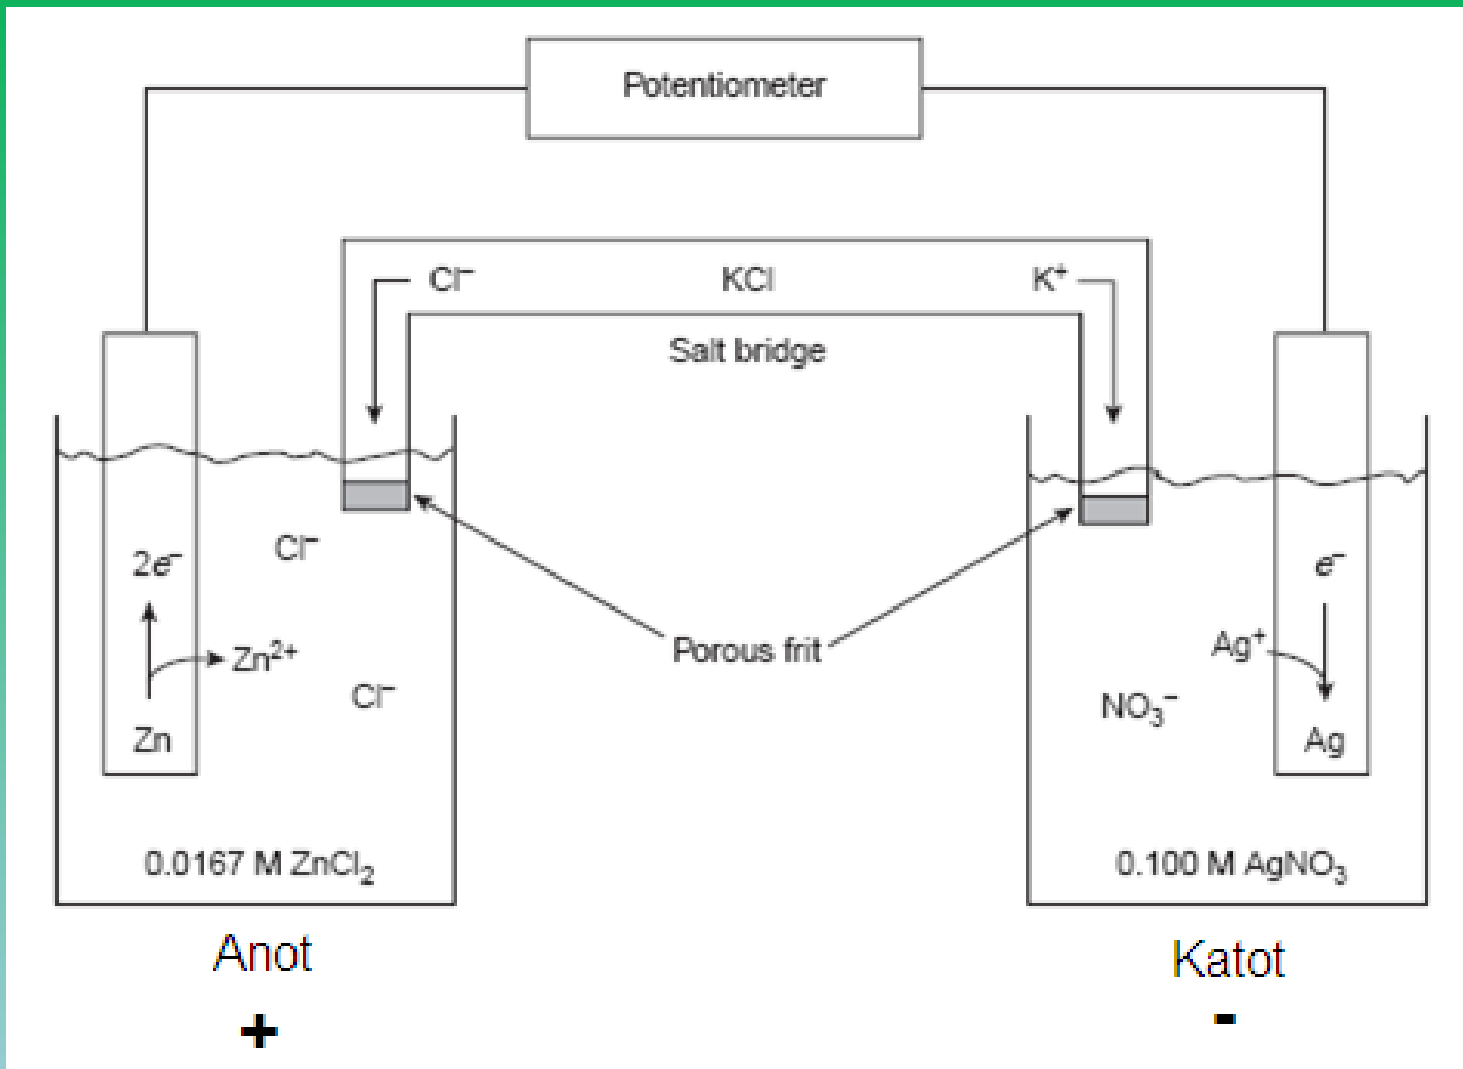 Potentiometer
Cl⁻ KCl K⁺
Salt bridge
2e⁻ Cl⁻ e⁻
Porous frit
Zn²⁺ Ag⁺
Cl⁻ NO₃⁻
Zn Ag
0.0167 M ZnCl₂ 0.100 M AgNO₃
Anot Katot
+ -